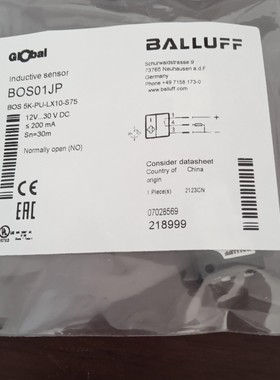 Global
BALLUFF
inductive sensor
BOS01JP
BOS 5K-PU-LX10-S75
12V...30 V DC
≤ 200 mA
Sn=30m
Normally open (NO)
Schurwaldstrasse 9
73765 Neuhausen a.d.F.
Germany
Phone +49 7158 173-0
www.balluff.com
Consider datasheet
Country of origin
China
1 Piece(s)
2123CN
07028569
218999
CE
EAC